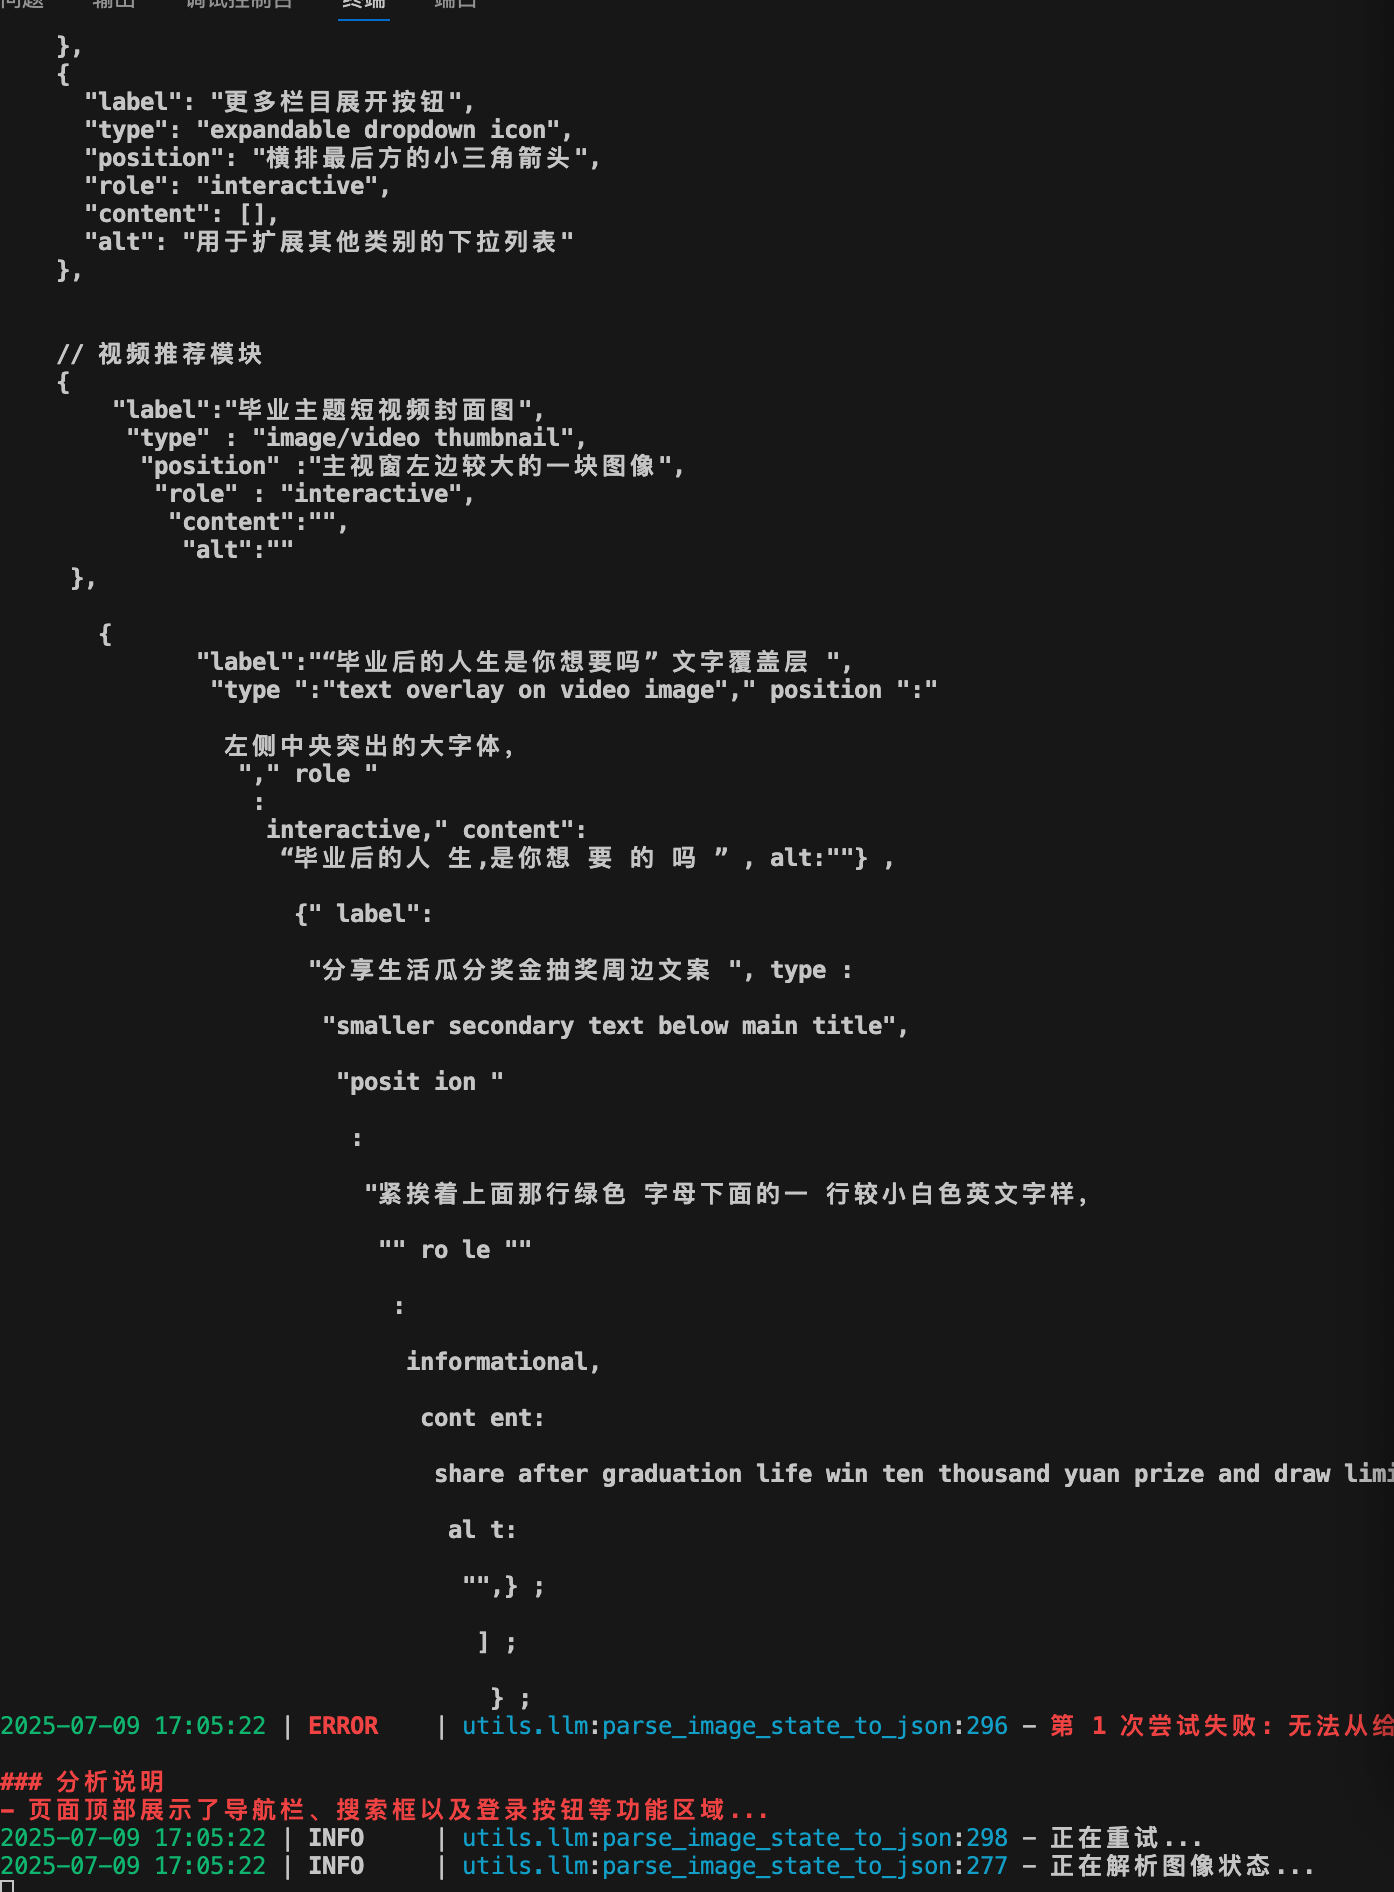 问题 输出 调试控制台 终端 端口
},
{
"label": "更多栏目展开按钮",
"type": "expandable dropdown icon",
"position": "横排最后方的小三角箭头",
"role": "interactive",
"content": [],
"alt": "用于扩展其他类别的下拉列表"
},
// 视频推荐模块
{
"label":"毕业主题短视频封面图",
"type" : "image/video thumbnail",
"position" :"主视窗左边较大的一块图像",
"role" : "interactive",
"content":"",
"alt":""
},
{
"label":"“毕业后的人生是你想要吗” 文字覆盖层 ",
"type ":"text overlay on video image"," position ":"
左侧中央突出的大字体,
"," role "
:
interactive," content":
“毕业后的人 生,是你想 要 的 吗 ” , alt:""} ,
{" label":
"分享生活瓜分奖金抽奖周边文案 ", type :
"smaller secondary text below main title",
"posit ion "
:
"紧挨着上面那行绿色 字母下面的一 行较小白色英文字样,
"" ro le ""
:
informational,
cont ent:
share after graduation life win ten thousand yuan prize and draw limi
al t:
"",} ;
] ;
} ;
2025-07-09 17:05:22 | ERROR | utils.llm:parse_image_state_to_json:296 - 第 1 次尝试失败: 无法从给
### 分析说明
- 页面顶部展示了导航栏、搜索框以及登录按钮等功能区域...
2025-07-09 17:05:22 | INFO | utils.llm:parse_image_state_to_json:298 - 正在重试...
2025-07-09 17:05:22 | INFO | utils.llm:parse_image_state_to_json:277 - 正在解析图像状态...